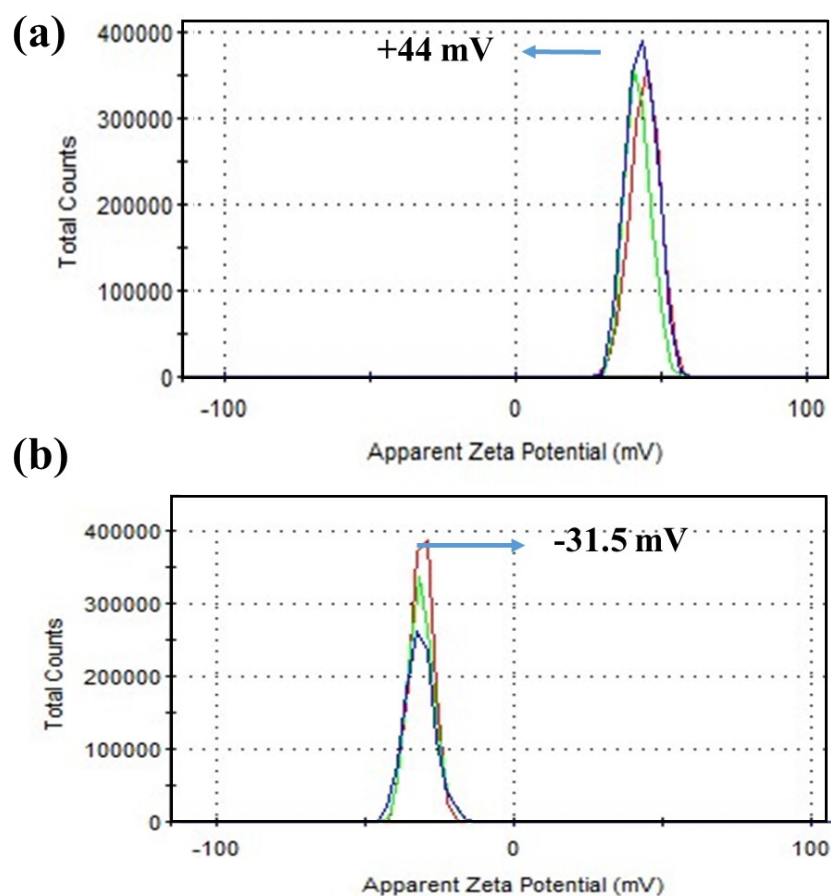 (a)
400000
+44 mV
300000
Total Counts
200000
100000
0
-100 0 100
Apparent Zeta Potential (mV)
(b)
400000
-31.5 mV
300000
Total Counts
200000
100000
0
-100 0 100
Apparent Zeta Potential (mV)